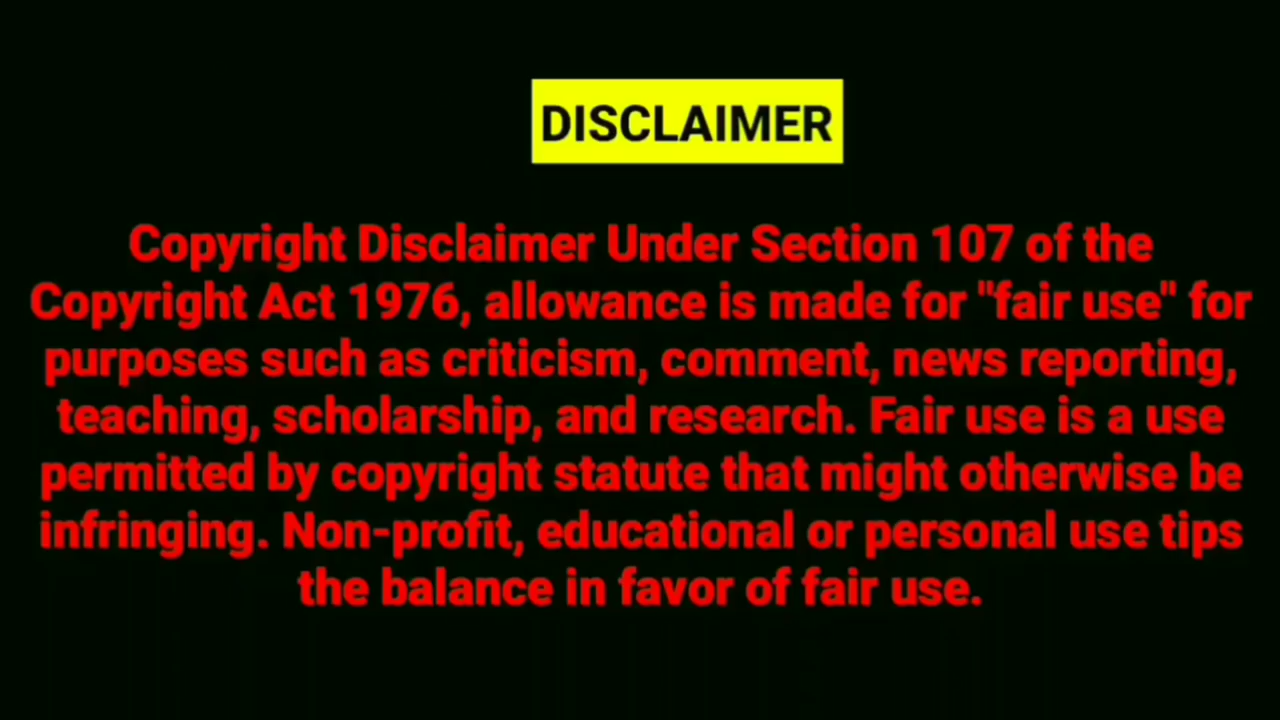 DISCLAIMER
Copyright Disclaimer Under Section 107 of the
Copyright Act 1976, allowance is made for "fair use" for
purposes such as criticism, comment, news reporting,
teaching, scholarship, and research. Fair use is a use
permitted by copyright statute that might otherwise be
infringing. Non-profit, educational or personal use tips
the balance in favor of fair use.